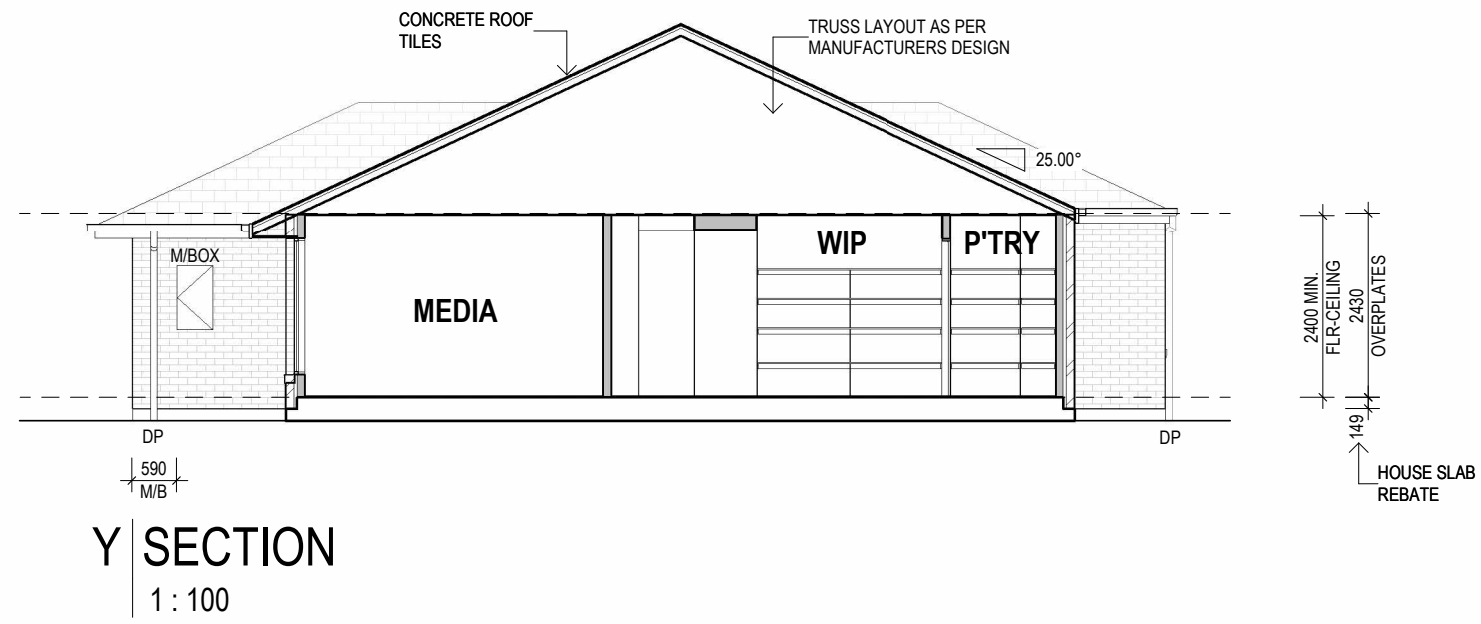 CONCRETE ROOF
TILES
TRUSS LAYOUT AS PER
MANUFACTURERS DESIGN
25.00°
M/BOX
MEDIA
WIP
P'TRY
2400 MIN.
FLR-CEILING
2430
OVERPLATES
149
HOUSE SLAB
REBATE
DP
DP
590
M/B
Y SECTION
1 : 100